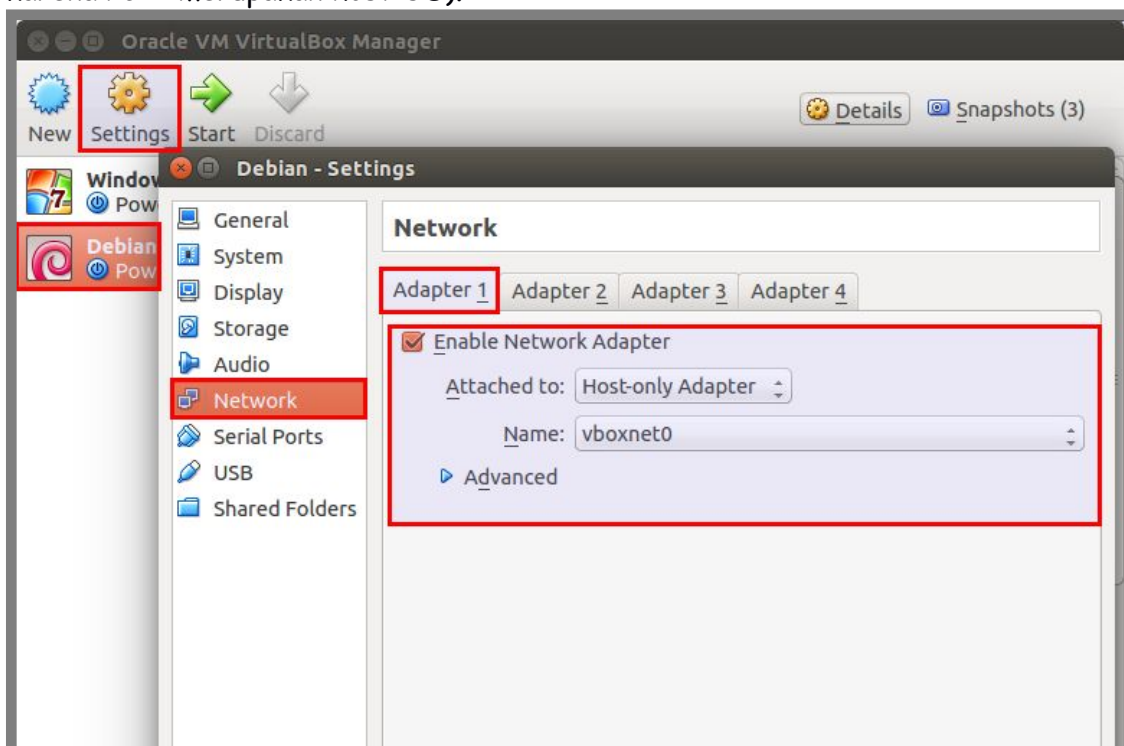 Oracle VM VirtualBox Manager
New Settings Start Discard
Details Snapshots (3)
Debian - Settings
Debian
General
System
Display
Storage
Audio
Network
Serial Ports
USB
Shared Folders
Network
Adapter 1 Adapter 2 Adapter 3 Adapter 4
Enable Network Adapter
Attached to: Host-only Adapter
Name: vboxnet0
Advanced